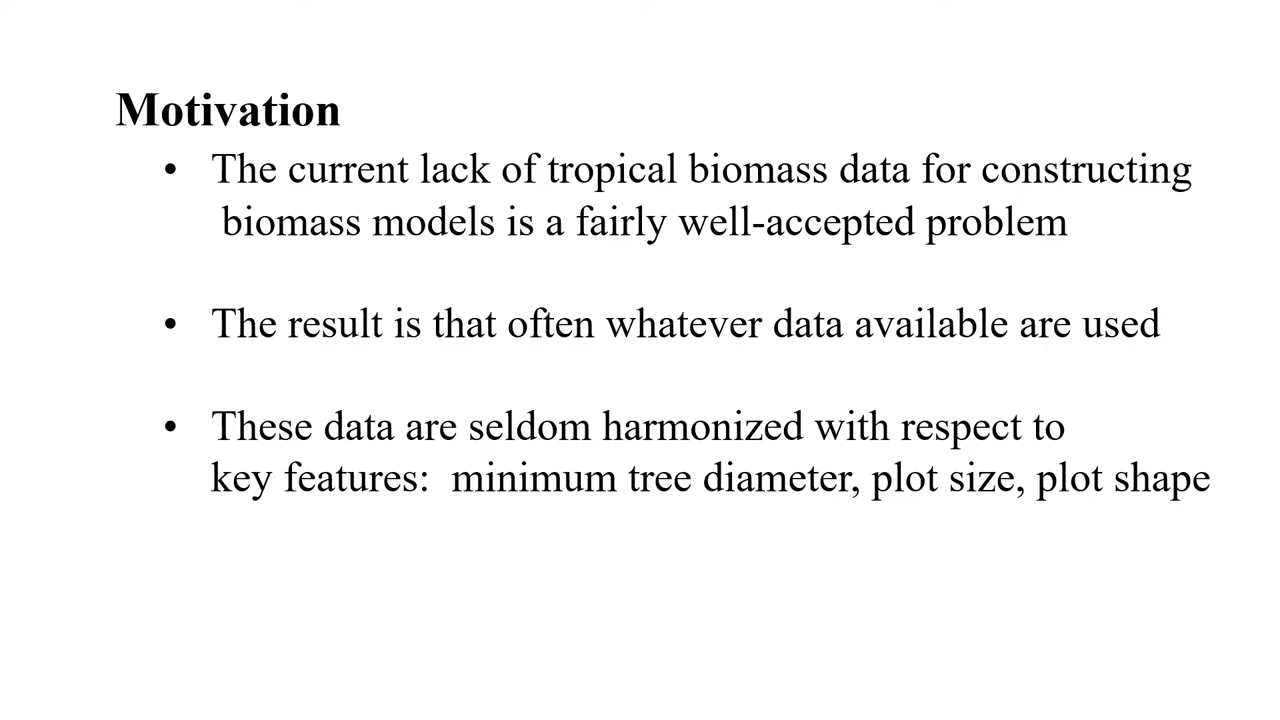 Motivation
• The current lack of tropical biomass data for constructing
biomass models is a fairly well-accepted problem
• The result is that often whatever data available are used
• These data are seldom harmonized with respect to
key features: minimum tree diameter, plot size, plot shape